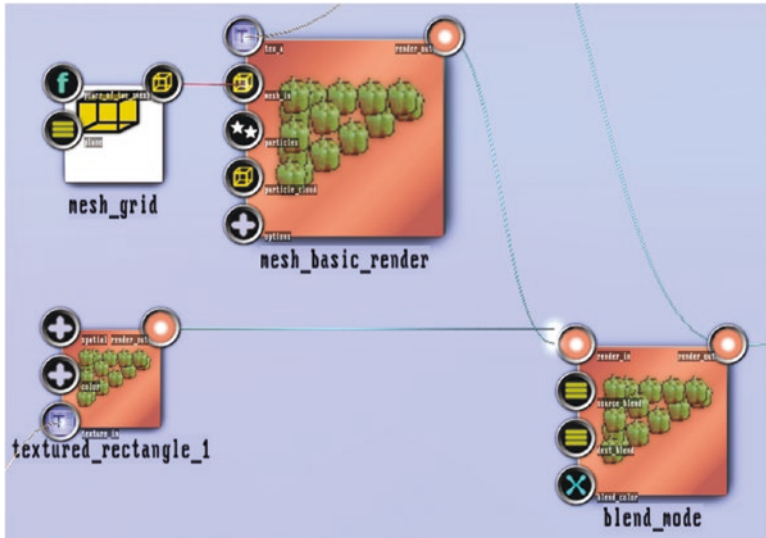 tex_a
render_out
mesh_in
particles
particle_cloud
options
mesh_basic_render
place
mesh_grid
spatial render_out
color
texture_in
textured_rectangle_1
render_in
render_out
source_blend
dest_blend
blend_color
blend_mode